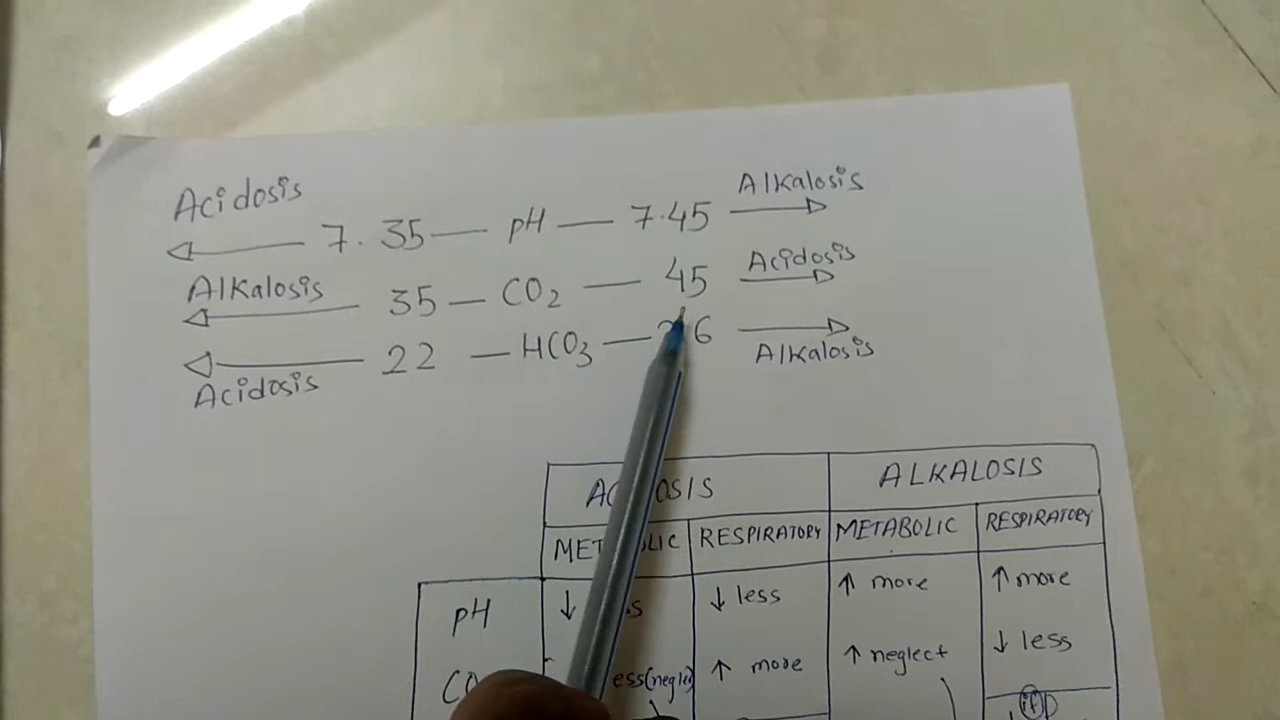 Acidosis Alkalosis
7.35 — pH — 7.45
Alkalosis 35 — CO2 — 45 Acidosis
22 — HCO3 —
Acidosis Alkalosis
ALKALOSIS
RESPIRATORY METABOLIC RESPIRATORY
pH ↓ ↓ less ↑ more ↑ more
↑ more ↑ neglect ↓ less